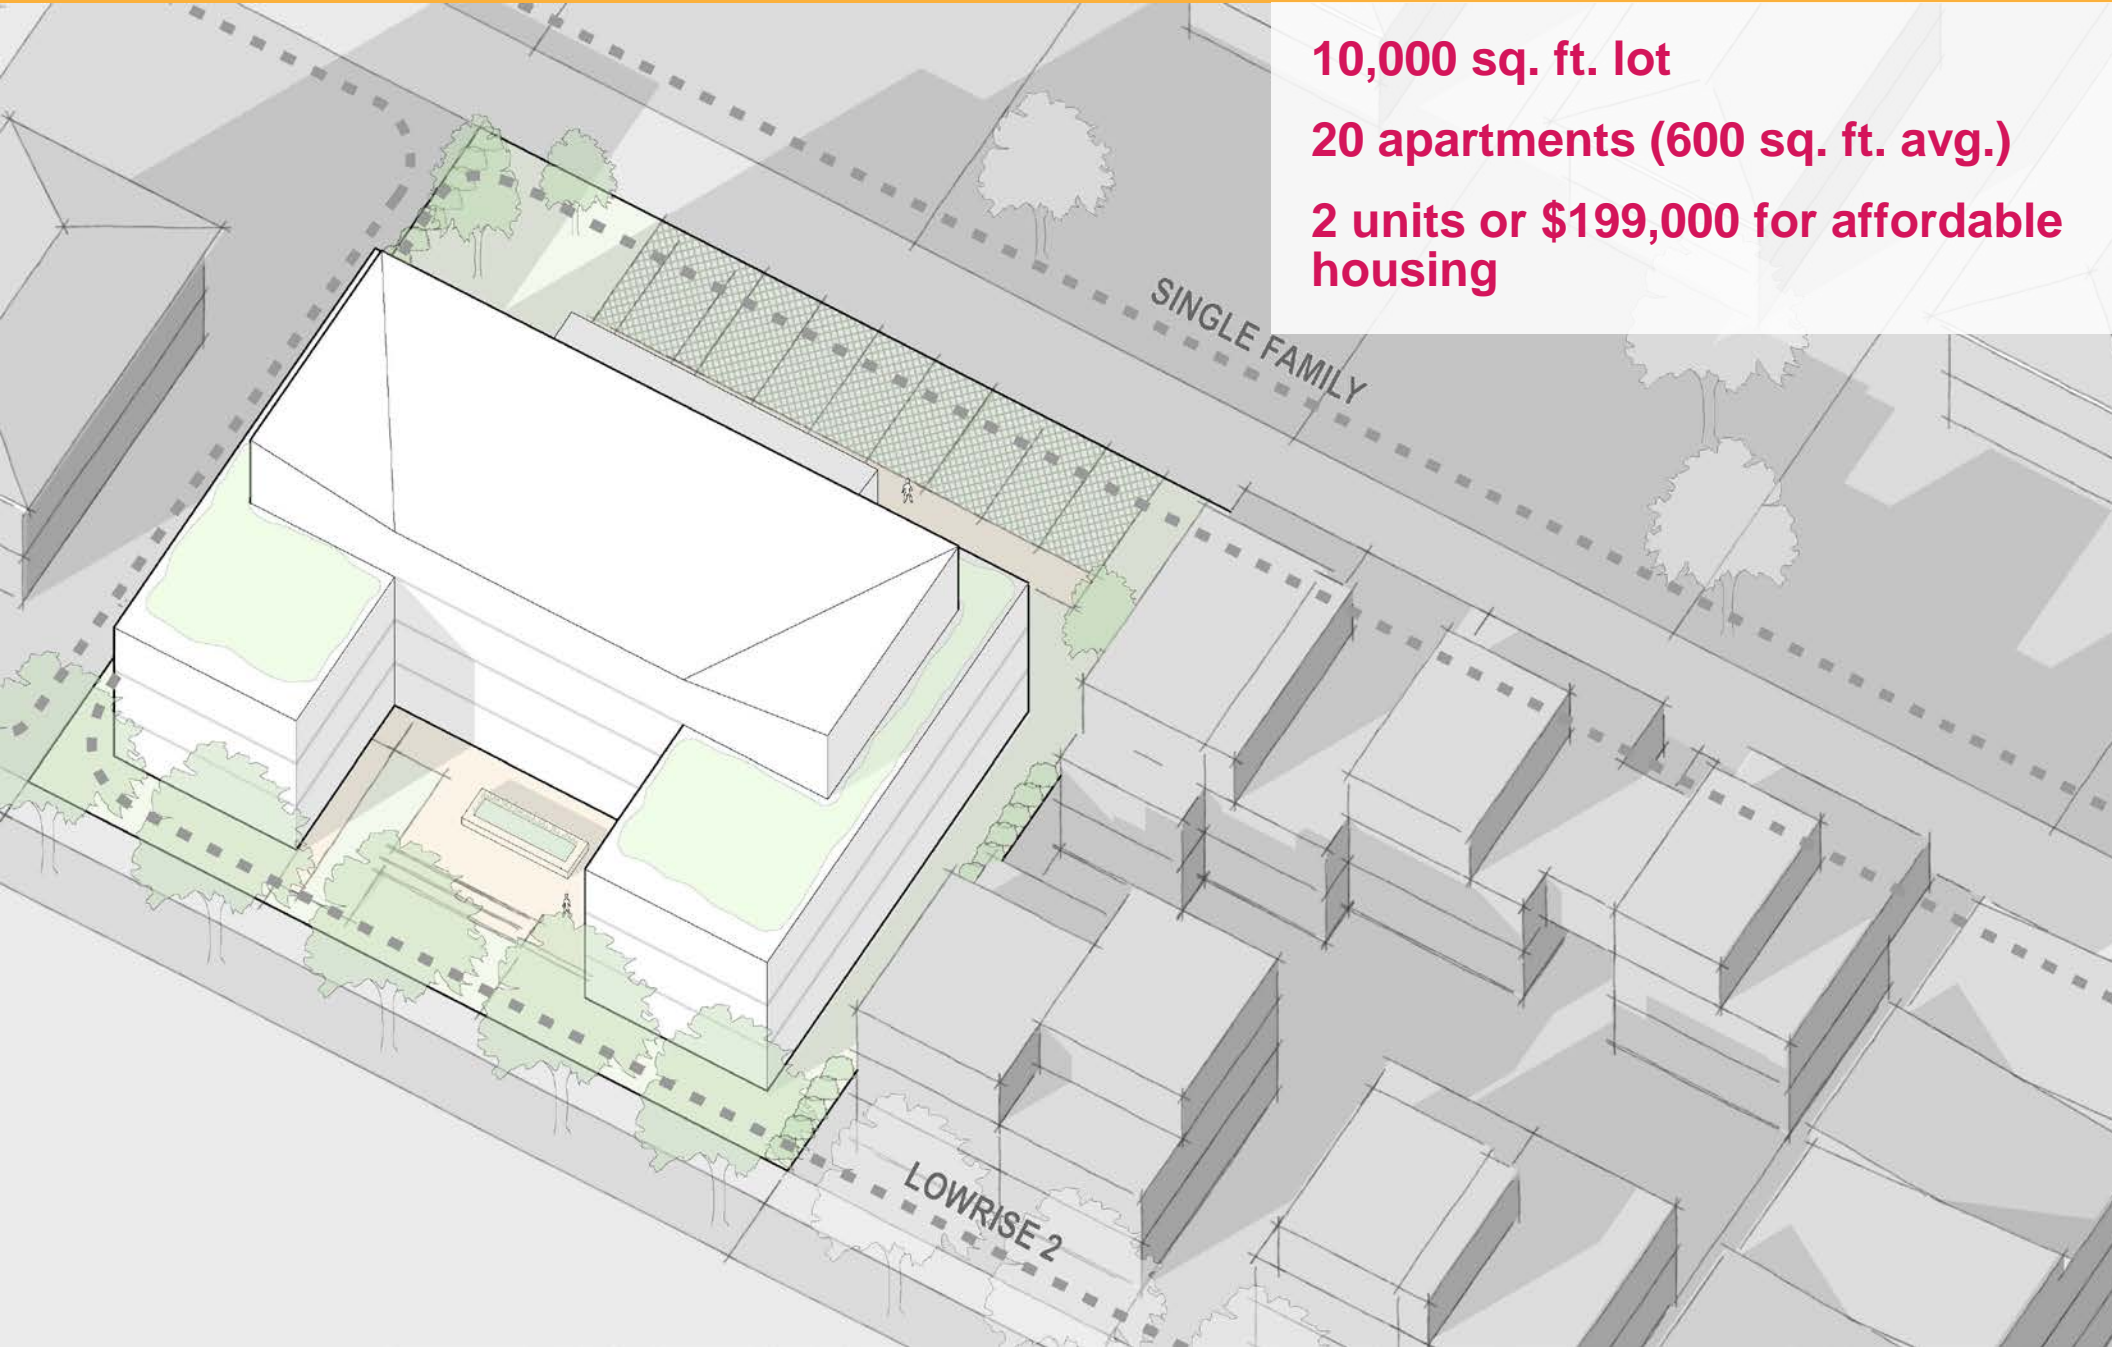 10,000 sq. ft. lot
20 apartments (600 sq. ft. avg.)
2 units or $199,000 for affordable
housing
SINGLE FAMILY
LOWRISE 2